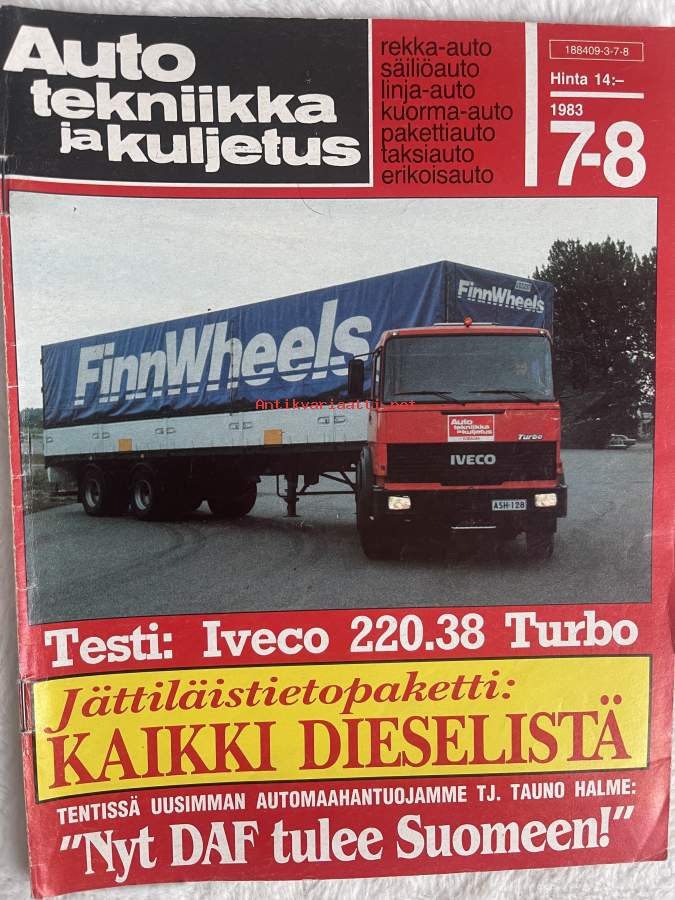 Auto
tekniikka
ja kuljetus
rekka-auto
säiliöauto
linja-auto
kuorma-auto
pakettiauto
taksiauto
erikoisauto
188409-3-7-8
Hinta 14:–
1983
7-8
FinnWheels
FinnWheels
Antikvariaatti.net
Auto
tekniikka
ja kuljetus
Turbo
IVECO
ASH-128
Testi: Iveco 220.38 Turbo
Jättiläistietopaketti:
KAIKKI DIESELISTÄ
TENTISSÄ UUSIMMAN AUTOMAAHANTUOJAMME TJ. TAUNO HALME:
"Nyt DAF tulee Suomeen!"